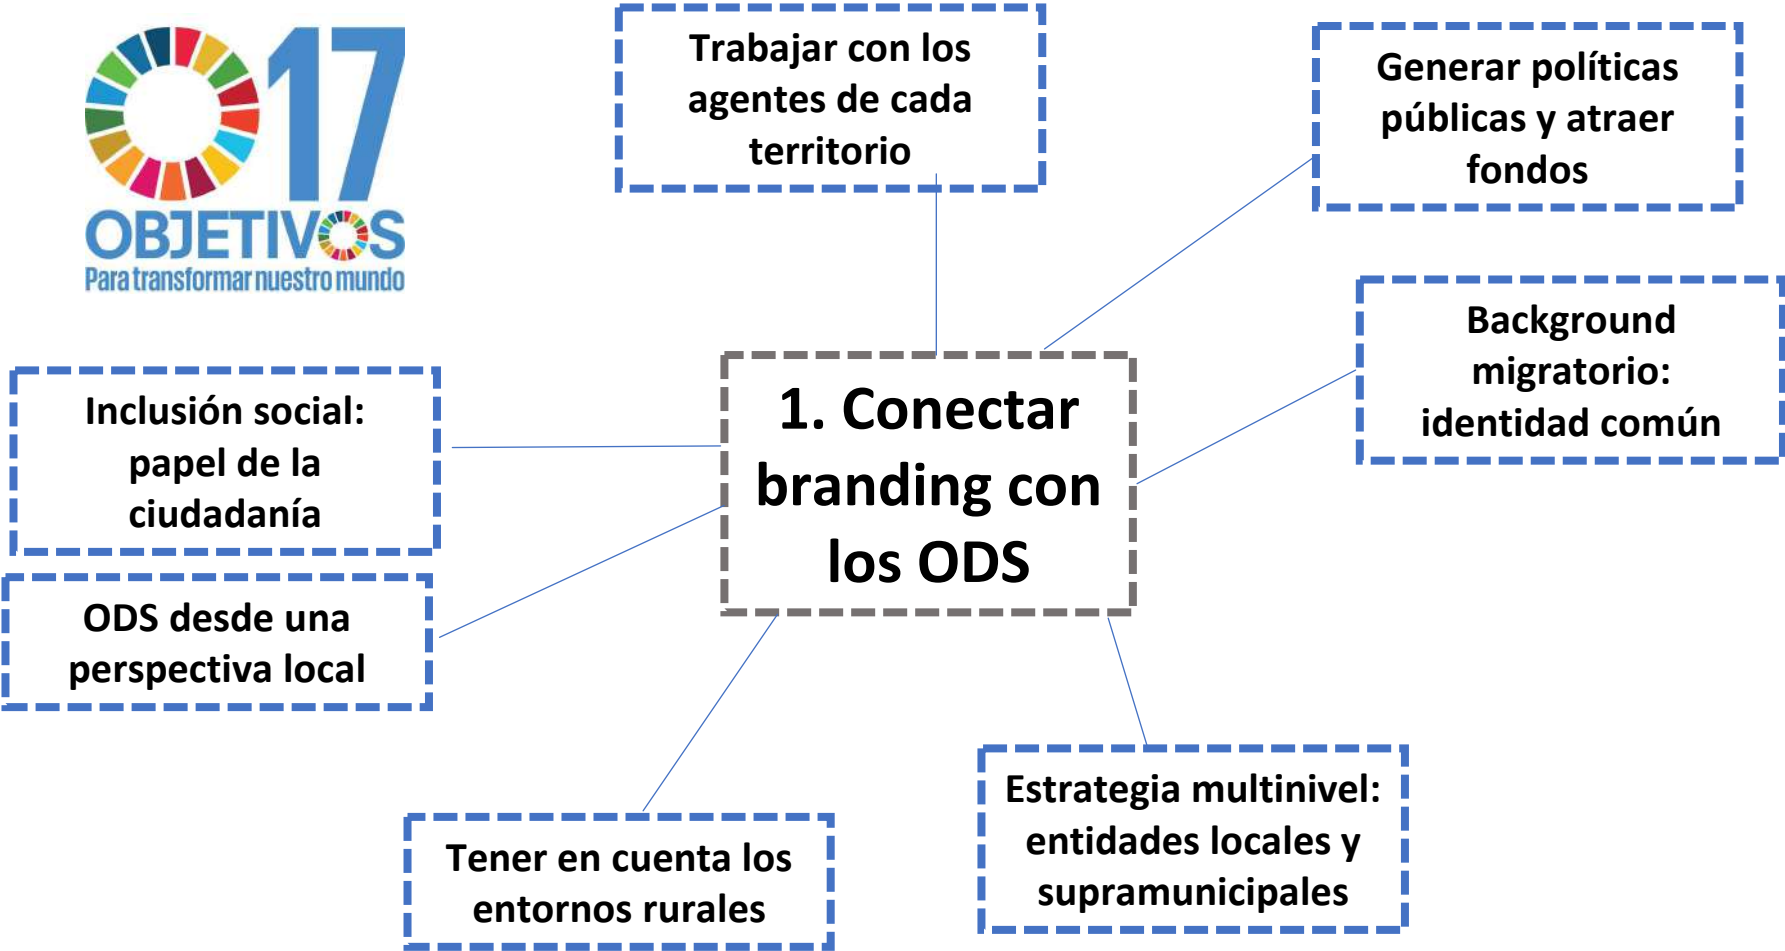 17
OBJETIVOS
Para transformar nuestro mundo
Trabajar con los
agentes de cada
territorio
Generar políticas
públicas y atraer
fondos
Background
migratorio:
identidad común
Inclusión social:
papel de la
ciudadanía
1. Conectar
branding con
los ODS
ODS desde una
perspectiva local
Estrategia multinivel:
entidades locales y
supramunicipales
Tener en cuenta los
entornos rurales